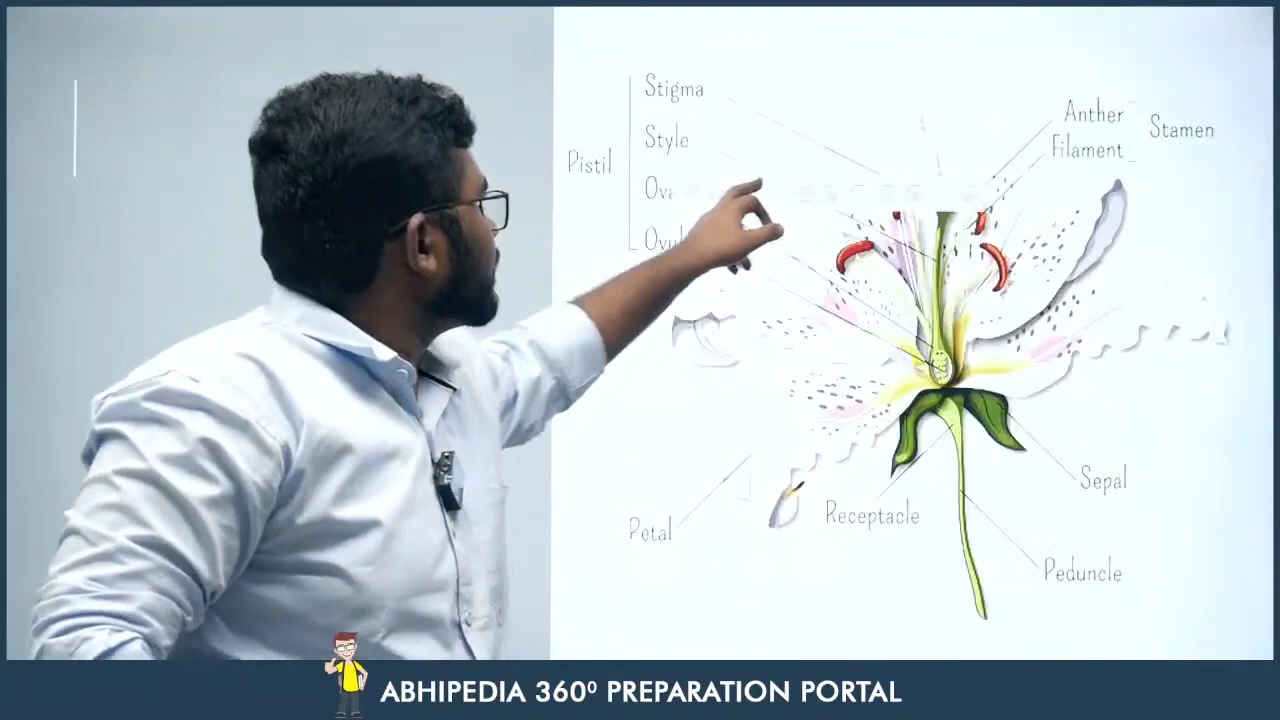 Stigma
Style
Pistil
Anther
Filament
Stamen
Petal
Receptacle
Sepal
Peduncle
ABHIPEDIA 360⁰ PREPARATION PORTAL